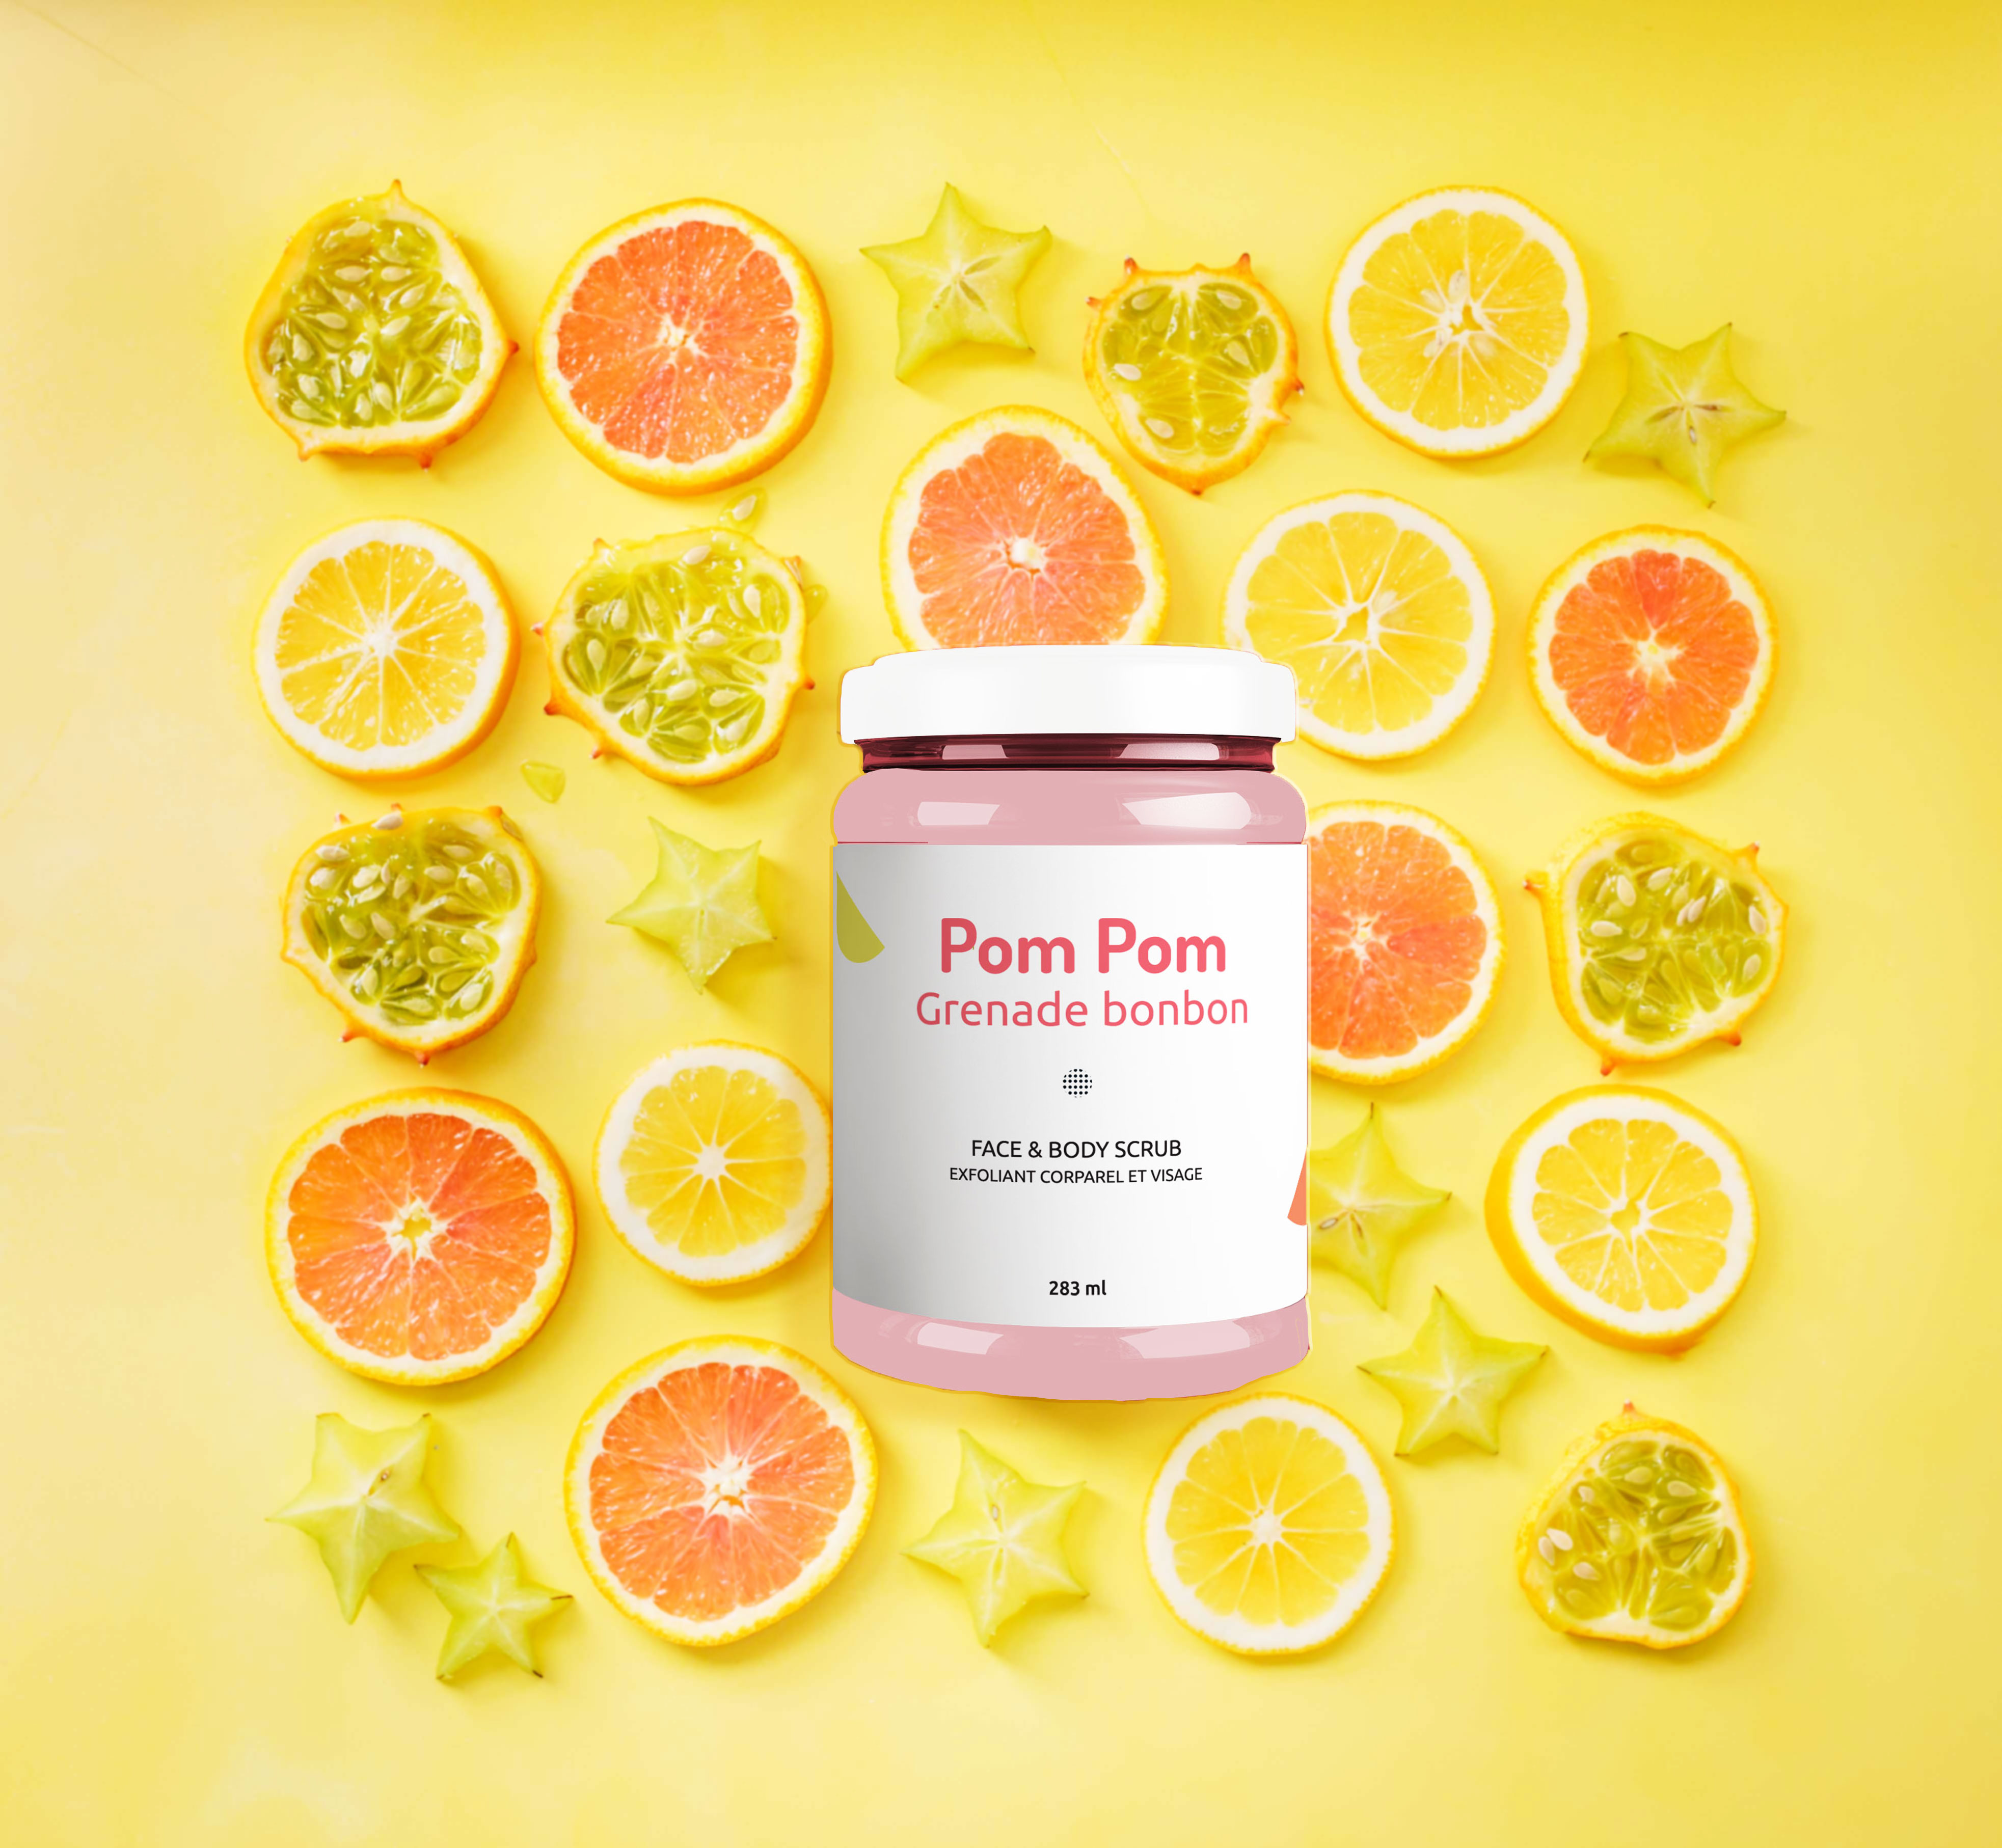 Pom Pom
Grenade bonbon
FACE & BODY SCRUB
EXFOLIANT CORPAREL ET VISAGE
283 ml